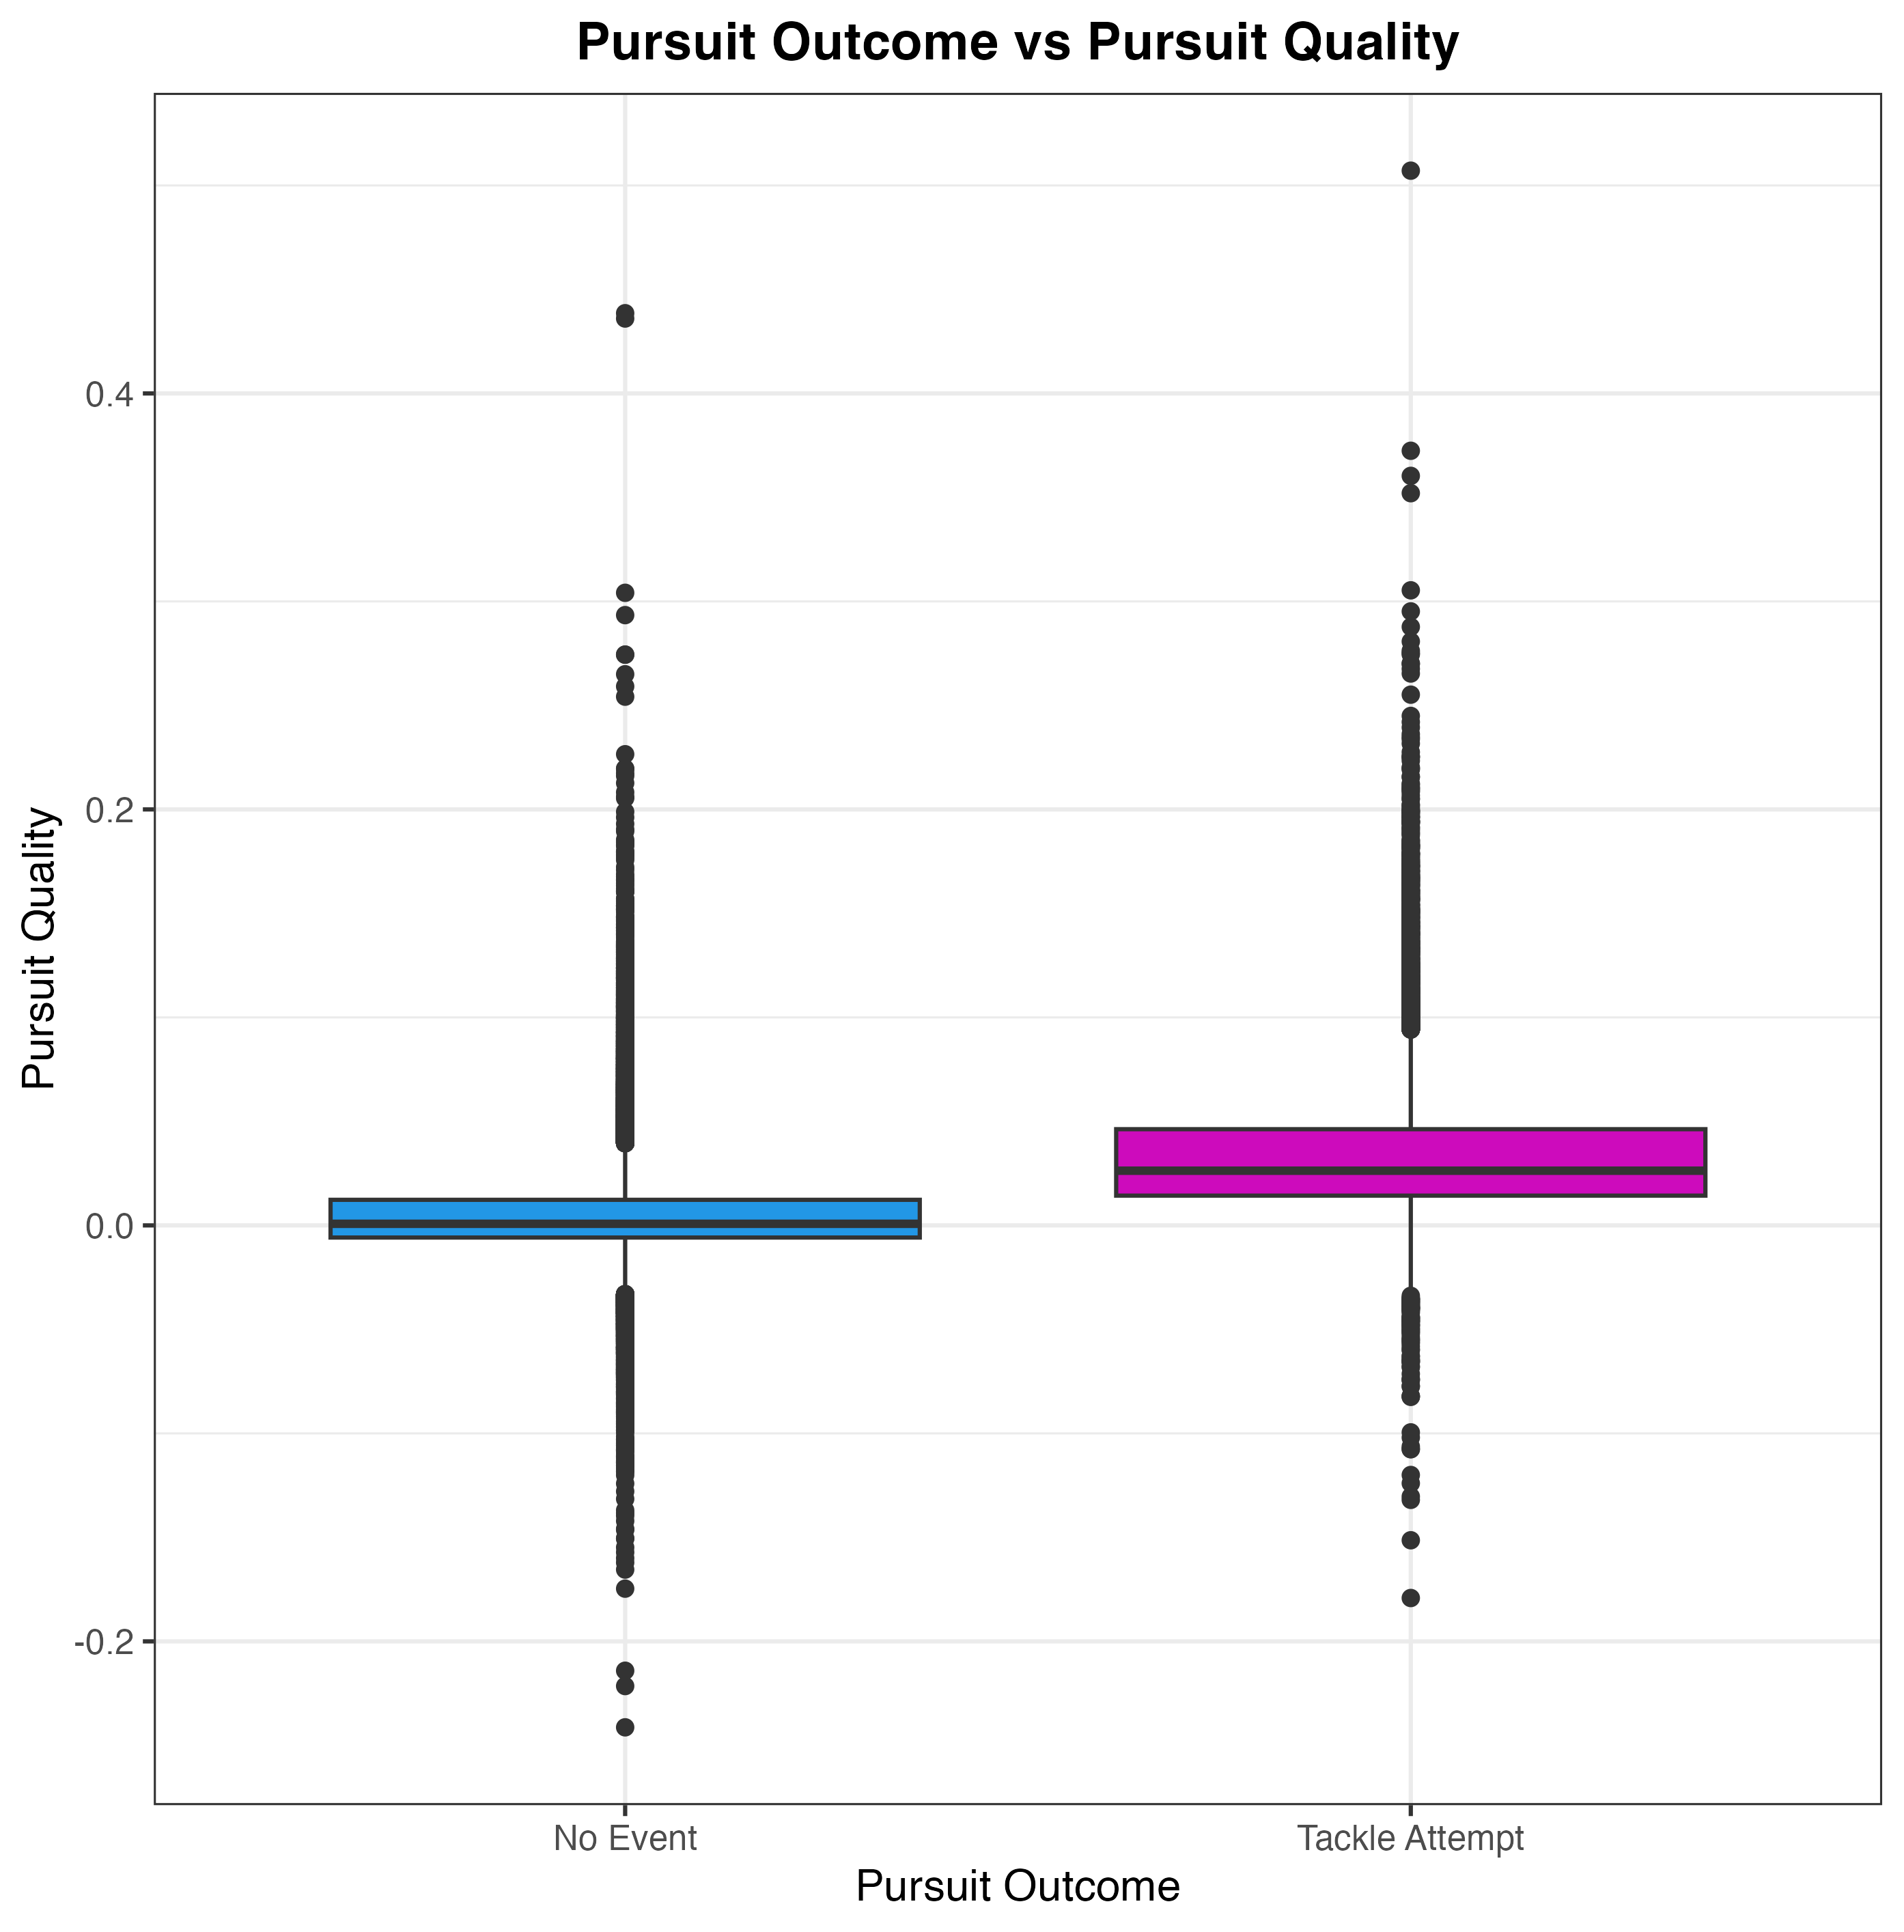 Pursuit Outcome vs Pursuit Quality
Pursuit Quality
0.4
0.2
0.0
-0.2
No Event
Tackle Attempt
Pursuit Outcome